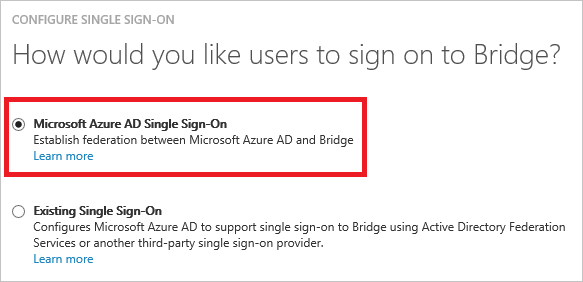 CONFIGURE SINGLE SIGN-ON
How would you like users to sign on to Bridge?
Microsoft Azure AD Single Sign-On
Establish federation between Microsoft Azure AD and Bridge
Learn more
Existing Single Sign-On
Configures Microsoft Azure AD to support single sign-on to Bridge using Active Directory Federation
Services or another third-party single sign-on provider.
Learn more